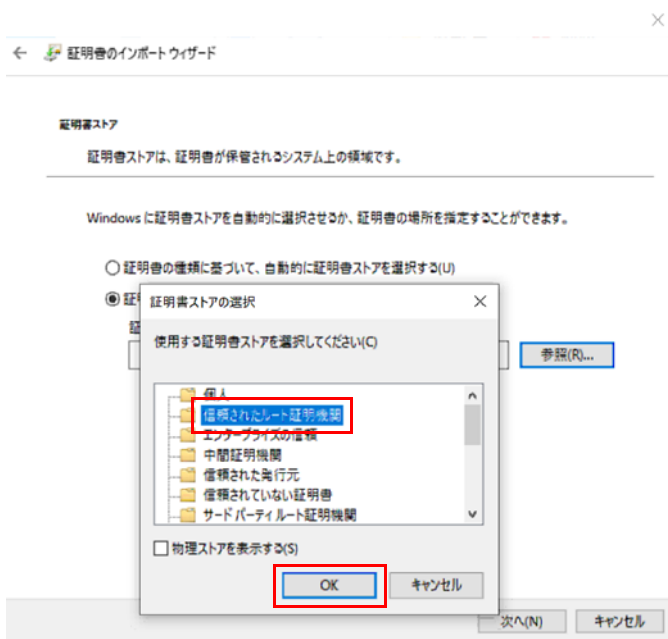 証明書のインポート ウィザード
証明書ストア
証明書ストアは、証明書が保管されるシステム上の領域です。
Windows に証明書ストアを自動的に選択させるか、証明書の場所を指定することができます。
証明書の種類に基づいて、自動的に証明書ストアを選択する(U)
証明
証
参照(R)...
証明書ストアの選択
使用する証明書ストアを選択してください(C)
個人
信頼されたルート証明機関
エンタープライズの信頼
中間証明機関
信頼された発行元
信頼されていない証明書
サードパーティ ルート証明機関
物理ストアを表示する(S)
OK
キャンセル
次へ(N)
キャンセル